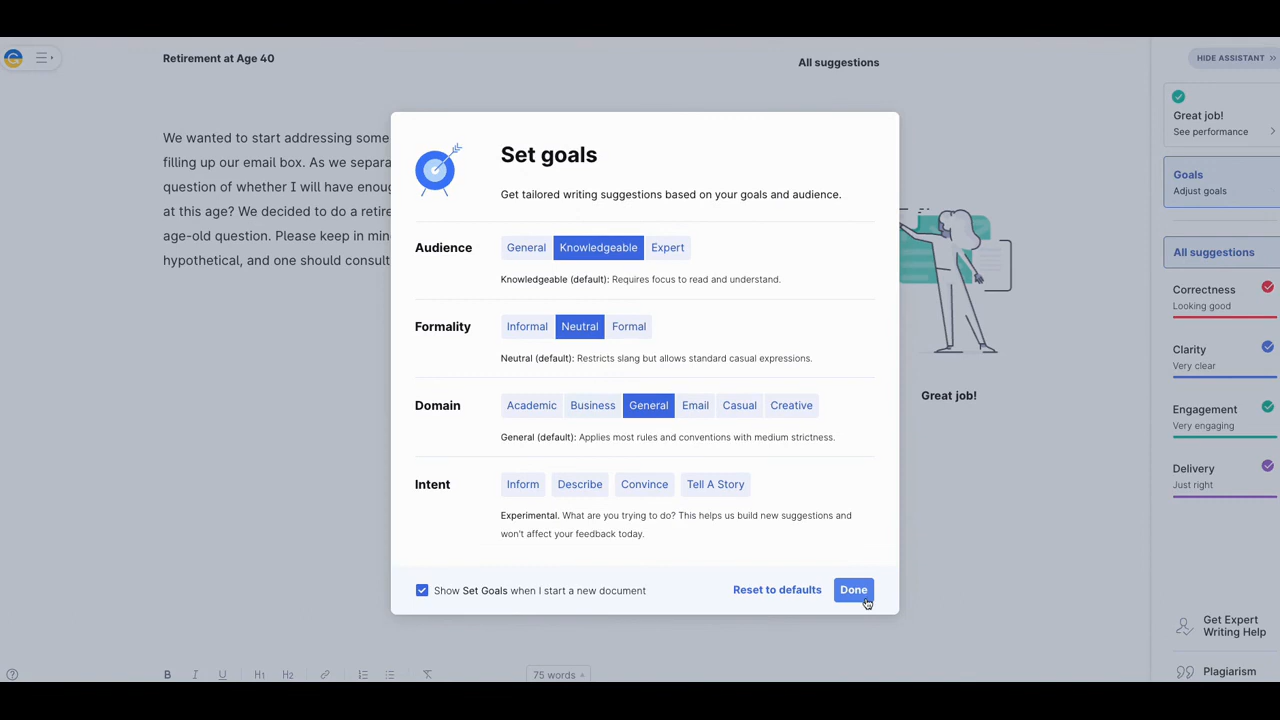 Retirement at Age 40
All suggestions
HIDE ASSISTANT
We wanted to start addressing some
filling up our email box. As we separa
question of whether I will have enoug
at this age? We decided to do a retire
age-old question. Please keep in min
hypothetical, and one should consult
Set goals
Get tailored writing suggestions based on your goals and audience.
Audience
General Knowledgeable Expert
Knowledgeable (default): Requires focus to read and understand.
Formality
Informal Neutral Formal
Neutral (default): Restricts slang but allows standard casual expressions.
Domain
Academic Business General Email Casual Creative
General (default): Applies most rules and conventions with medium strictness.
Intent
Inform Describe Convince Tell A Story
Experimental. What are you trying to do? This helps us build new suggestions and
won't affect your feedback today.
Show Set Goals when I start a new document
Reset to defaults
Done
Great job!
Great job!
See performance
Goals
Adjust goals
All suggestions
Correctness
Looking good
Clarity
Very clear
Engagement
Very engaging
Delivery
Just right
Get Expert
Writing Help
Plagiarism
B I U H1 H2
75 words